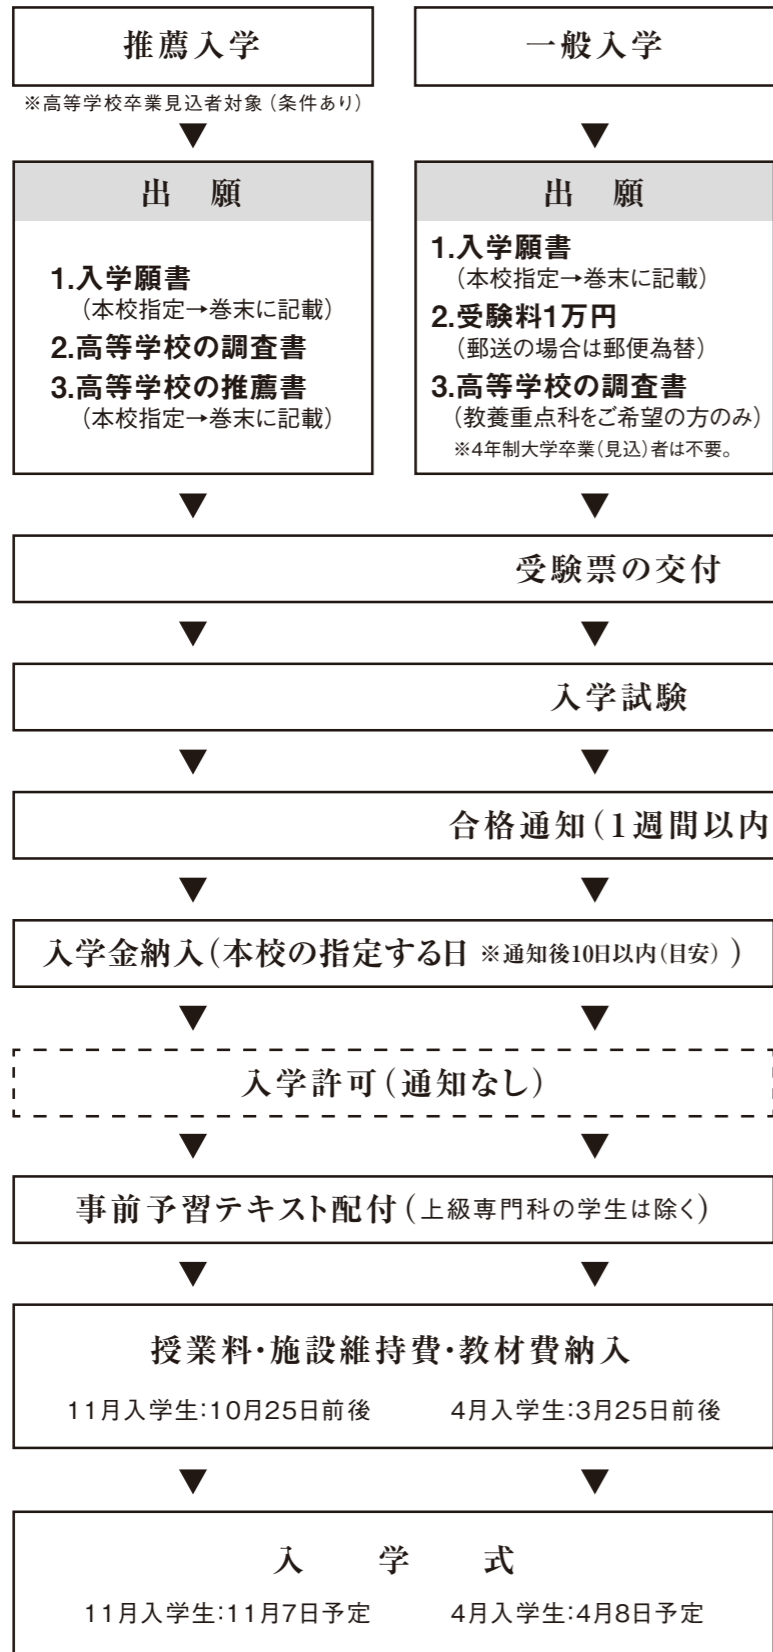 推薦入学
※高等学校卒業見込者対象（条件あり）
▼
出　願
1.入学願書
（本校指定→巻末に記載）
2.高等学校の調査書
3.高等学校の推薦書
（本校指定→巻末に記載）
▼
一般入学
▼
出　願
1.入学願書
（本校指定→巻末に記載）
2.受験料1万円
（郵送の場合は郵便為替）
3.高等学校の調査書
（教養重点科をご希望の方のみ）
※4年制大学卒業（見込）者は不要。
▼
受験票の交付
▼ ▼
入学試験
▼ ▼
合格通知（1週間以内
▼ ▼
入学金納入（本校の指定する日 ※通知後10日以内（目安））
▼ ▼
入学許可（通知なし）
▼ ▼
事前予習テキスト配付（上級専門科の学生は除く）
▼ ▼
授業料・施設維持費・教材費納入
11月入学生：10月25日前後　4月入学生：3月25日前後
▼ ▼
入　学　式
11月入学生：11月7日予定　4月入学生：4月8日予定